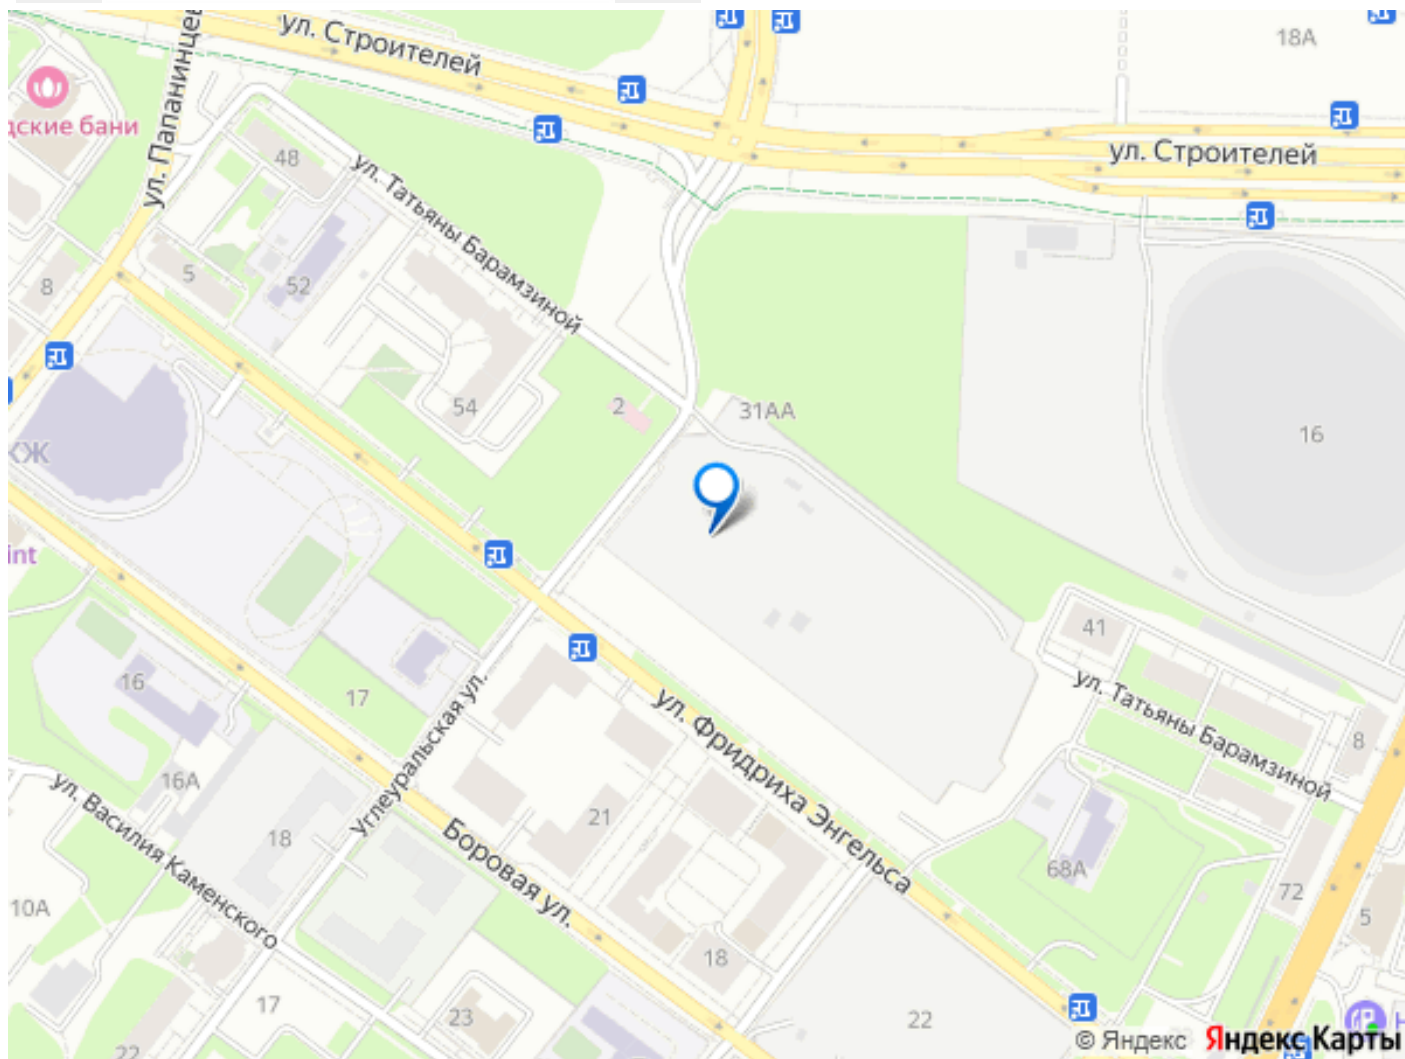 ул. Строителей
18А
ул. Папанинцев
дские бани
ул. Строителей
48
ул. Татьяны Барамзиной
5
52
8
16
54
2
31АА
КЖ
int
41
ул. Татьяны Барамзиной
16
17
Углеуральская ул.
ул. Фридриха Энгельса
8
16А
ул. Василия Каменского
18
21
Боровая ул.
68А
72
5
10А
18
17
23
22
22
© Яндекс Яндекс Карты